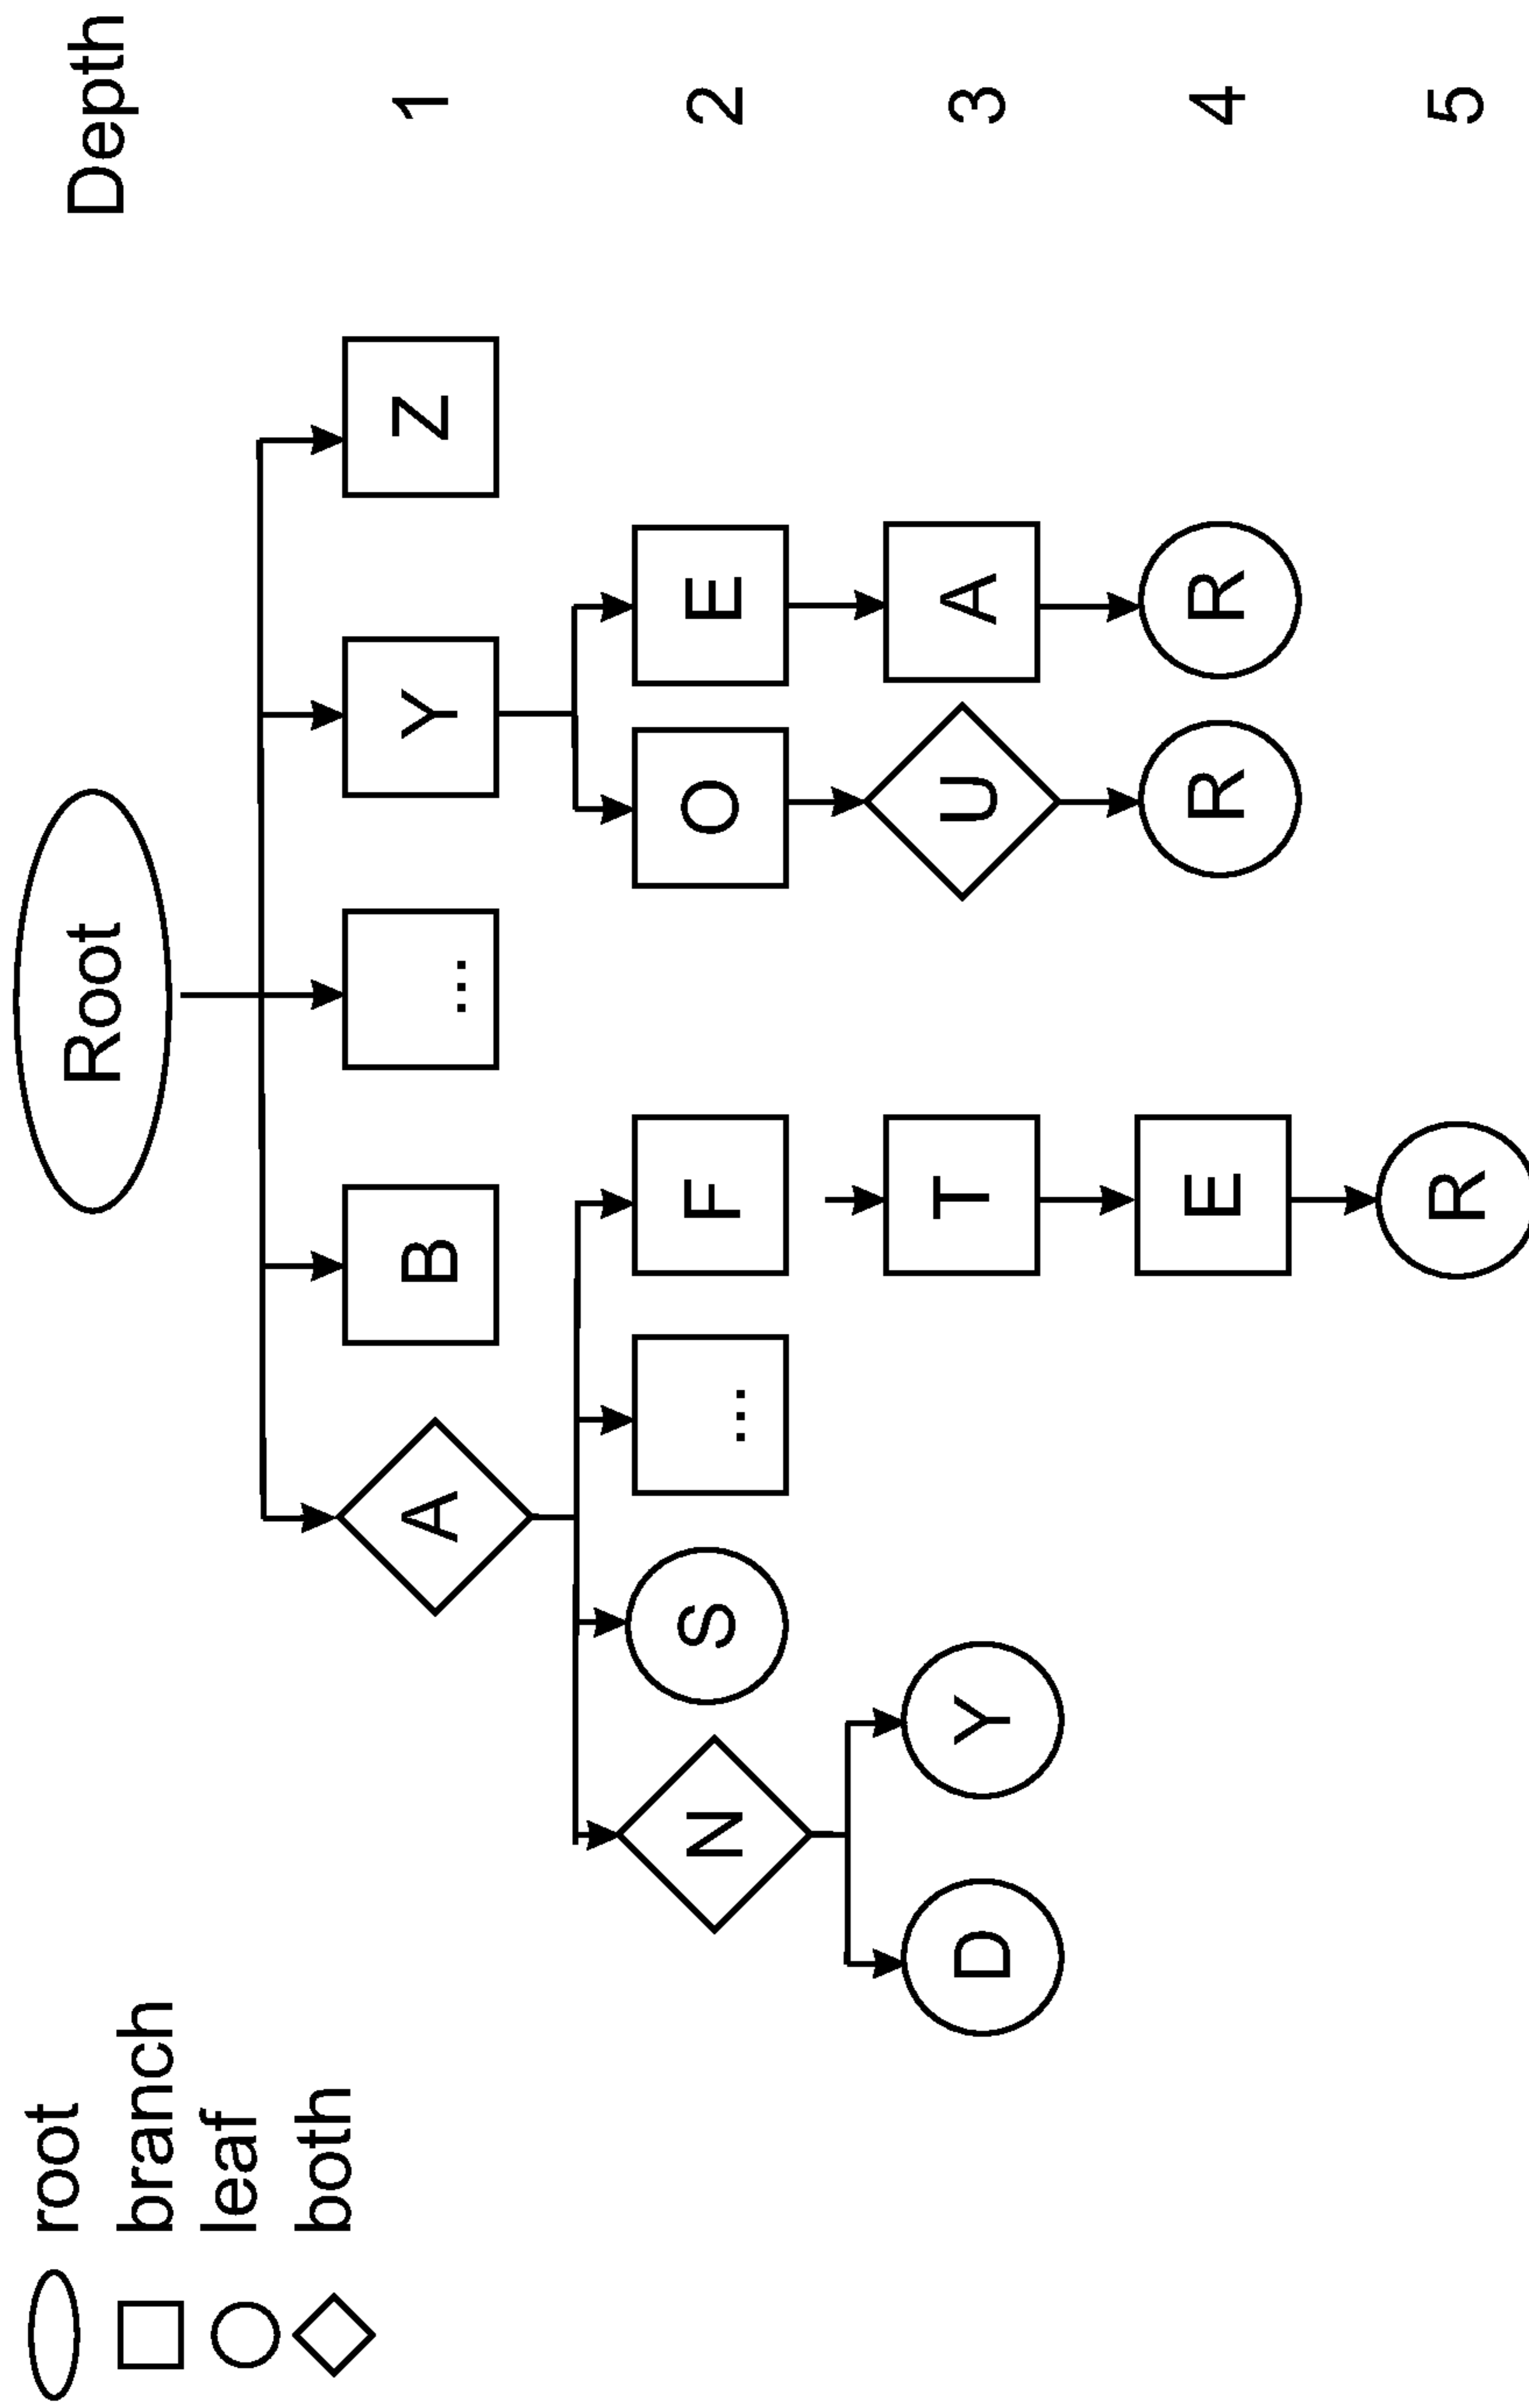 root
branch
leaf
both
Root
Depth
A
B
...
Y
Z
1
N
S
...
F
O
E
2
D
Y
T
U
A
3
E
R
R
4
R
5